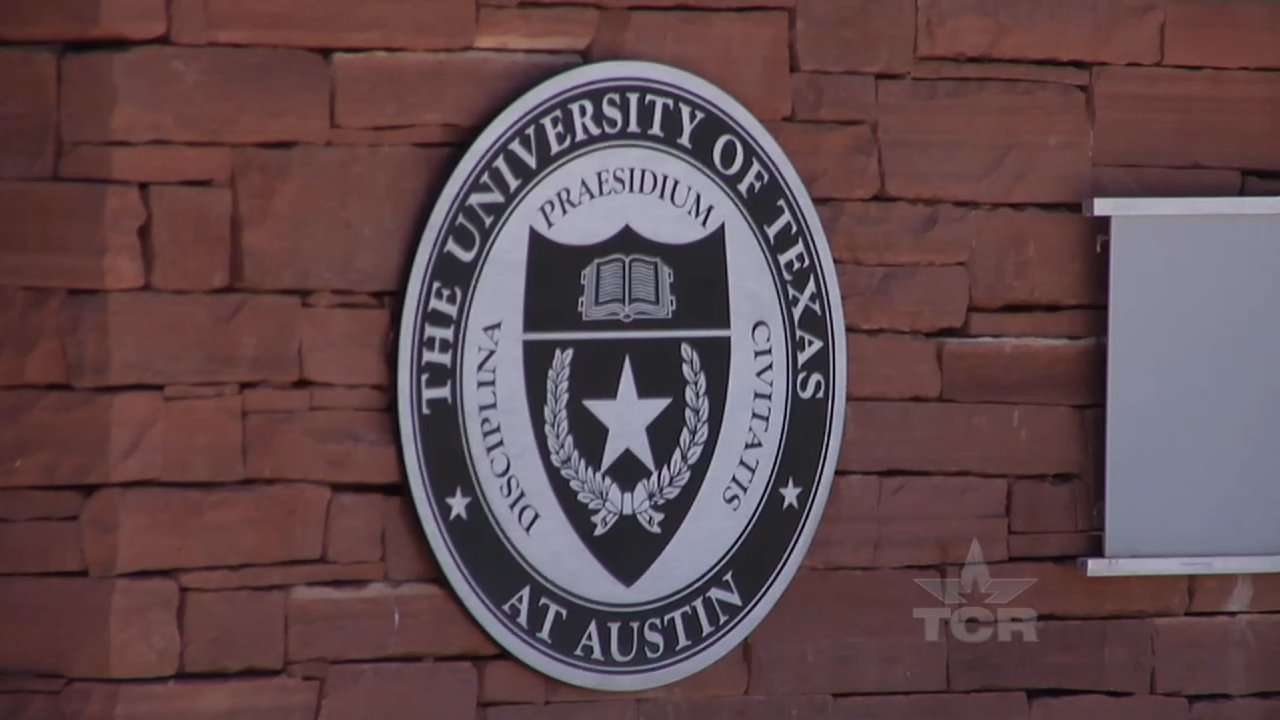 THE UNIVERSITY OF TEXAS
PRAESIDIUM
DISCIPLINA
CIVITATIS
AT AUSTIN
TCR